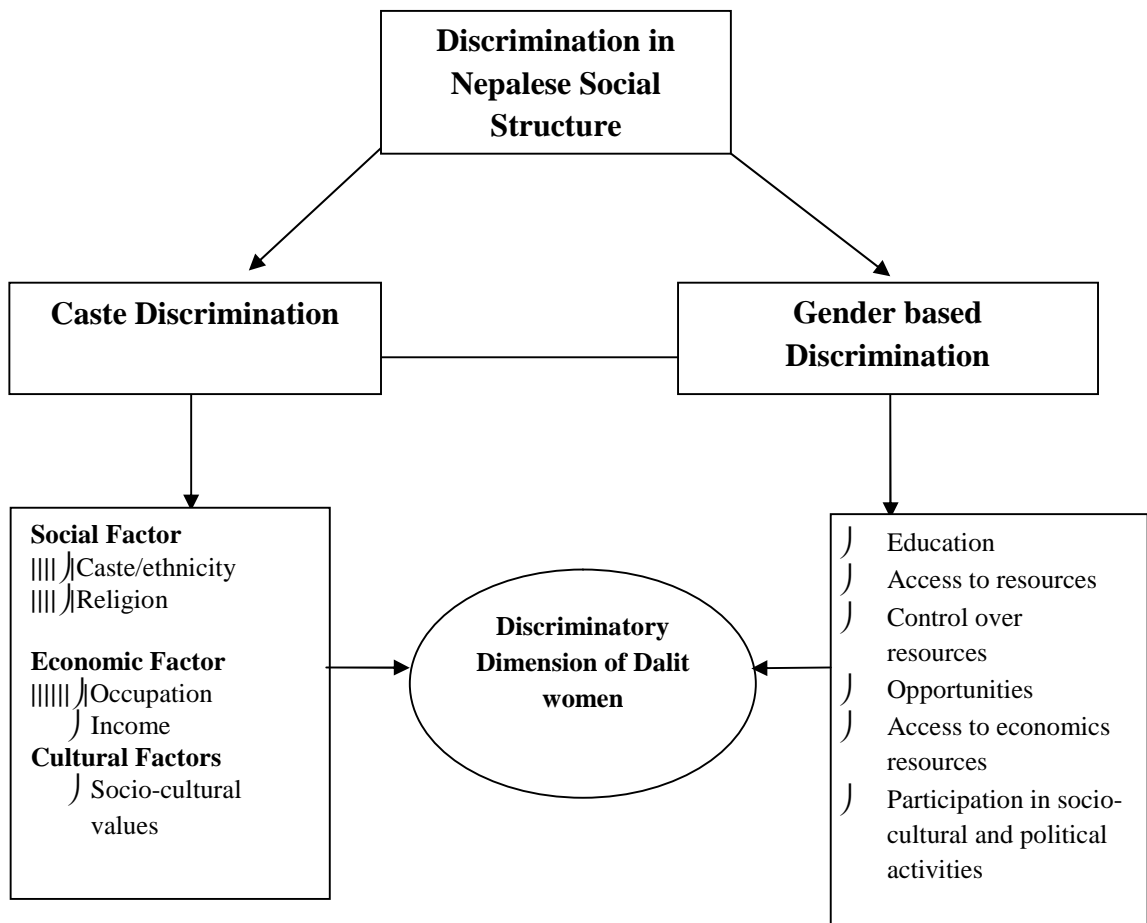 Discrimination in
Nepalese Social
Structure
Caste Discrimination
Gender based
Discrimination
Social Factor
|||| ⌡|Caste/ethnicity
|||| ⌡|Religion
Economic Factor
|||||| ⌡|Occupation
⌡ Income
Cultural Factors
⌡ Socio-cultural
values
Discriminatory
Dimension of Dalit
women
⌡ Education
⌡ Access to resources
⌡ Control over
resources
⌡ Opportunities
⌡ Access to economics
resources
⌡ Participation in socio-
cultural and political
activities